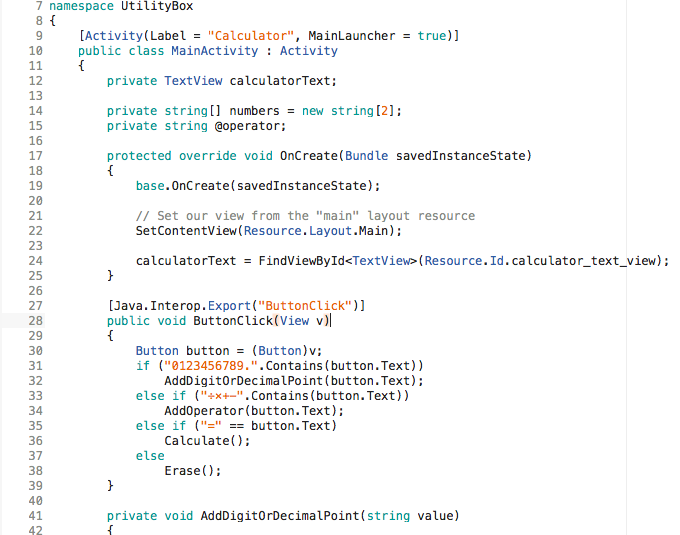 7 namespace UtilityBox
8 {
9     [Activity(Label = "Calculator", MainLauncher = true)]
10     public class MainActivity : Activity
11     {
12         private TextView calculatorText;
13
14         private string[] numbers = new string[2];
15         private string @operator;
16
17         protected override void OnCreate(Bundle savedInstanceState)
18         {
19             base.OnCreate(savedInstanceState);
20
21             // Set our view from the "main" layout resource
22             SetContentView(Resource.Layout.Main);
23
24             calculatorText = FindViewById<TextView>(Resource.Id.calculator_text_view);
25         }
26
27         [Java.Interop.Export("ButtonClick")]
28         public void ButtonClick(View v)
29         {
30             Button button = (Button)v;
31             if ("0123456789.".Contains(button.Text))
32                 AddDigitOrDecimalPoint(button.Text);
33             else if ("÷×+-".Contains(button.Text))
34                 AddOperator(button.Text);
35             else if ("=" == button.Text)
36                 Calculate();
37             else
38                 Erase();
39         }
40
41         private void AddDigitOrDecimalPoint(string value)
42         {